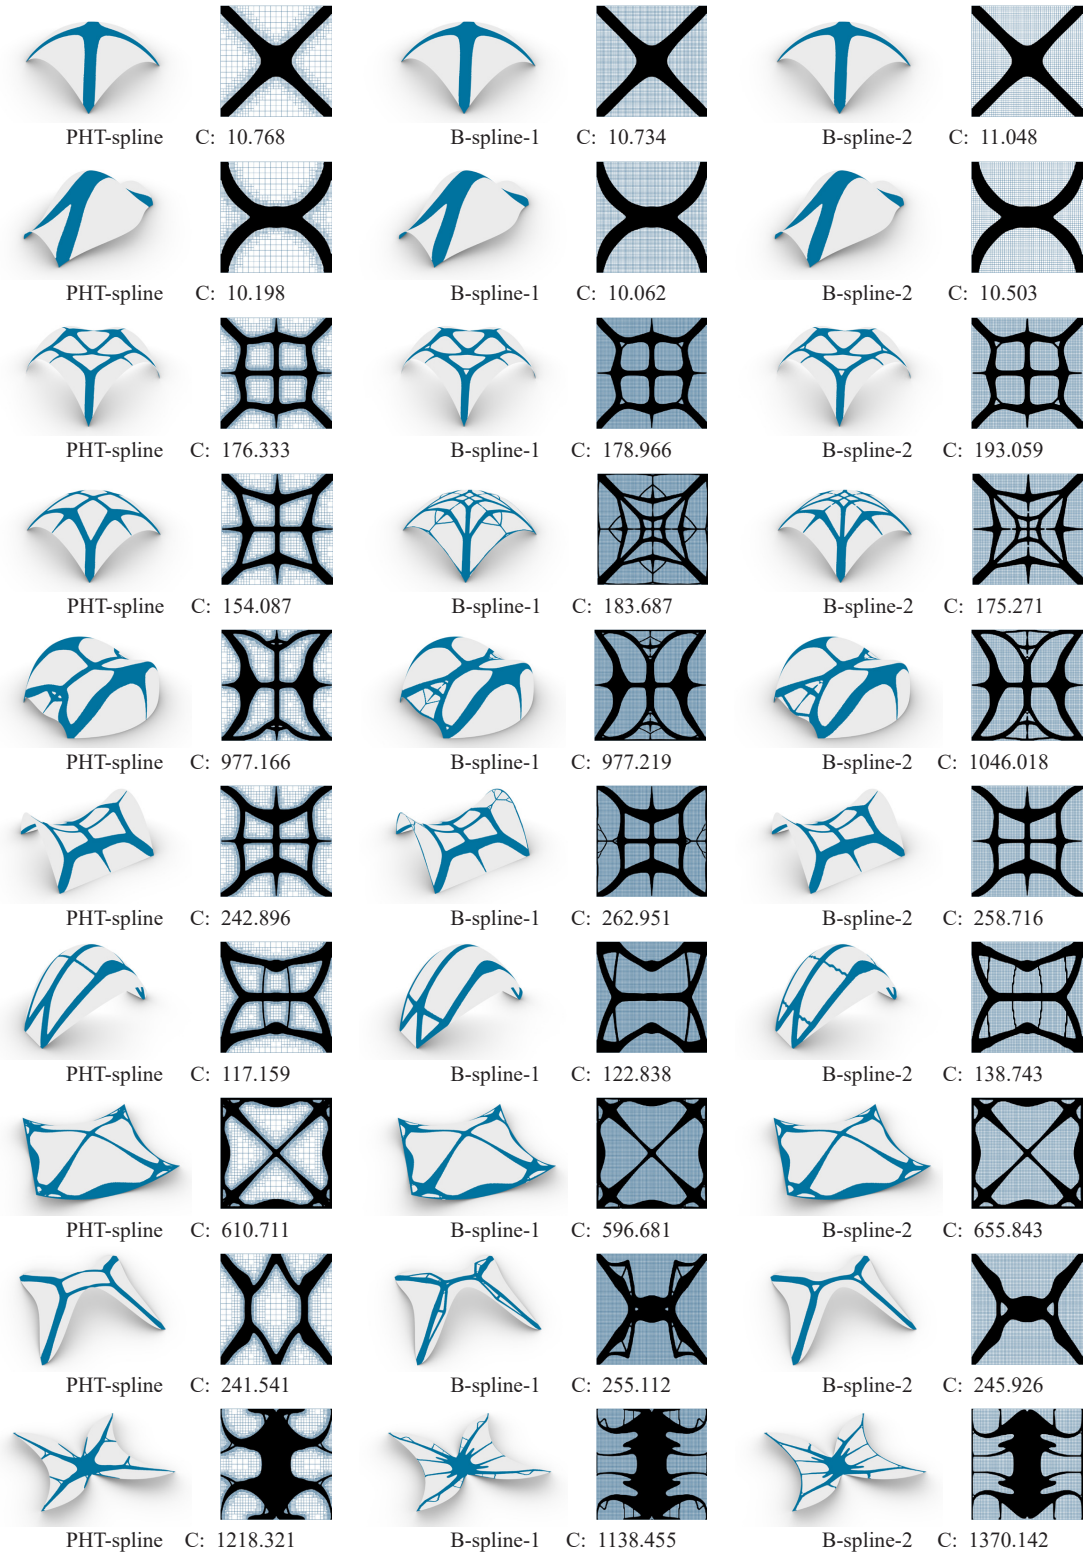 PHT-spline C: 10.768 B-spline-1 C: 10.734 B-spline-2 C: 11.048
PHT-spline C: 10.198 B-spline-1 C: 10.062 B-spline-2 C: 10.503
PHT-spline C: 176.333 B-spline-1 C: 178.966 B-spline-2 C: 193.059
PHT-spline C: 154.087 B-spline-1 C: 183.687 B-spline-2 C: 175.271
PHT-spline C: 977.166 B-spline-1 C: 977.219 B-spline-2 C: 1046.018
PHT-spline C: 242.896 B-spline-1 C: 262.951 B-spline-2 C: 258.716
PHT-spline C: 117.159 B-spline-1 C: 122.838 B-spline-2 C: 138.743
PHT-spline C: 610.711 B-spline-1 C: 596.681 B-spline-2 C: 655.843
PHT-spline C: 241.541 B-spline-1 C: 255.112 B-spline-2 C: 245.926
PHT-spline C: 1218.321 B-spline-1 C: 1138.455 B-spline-2 C: 1370.142